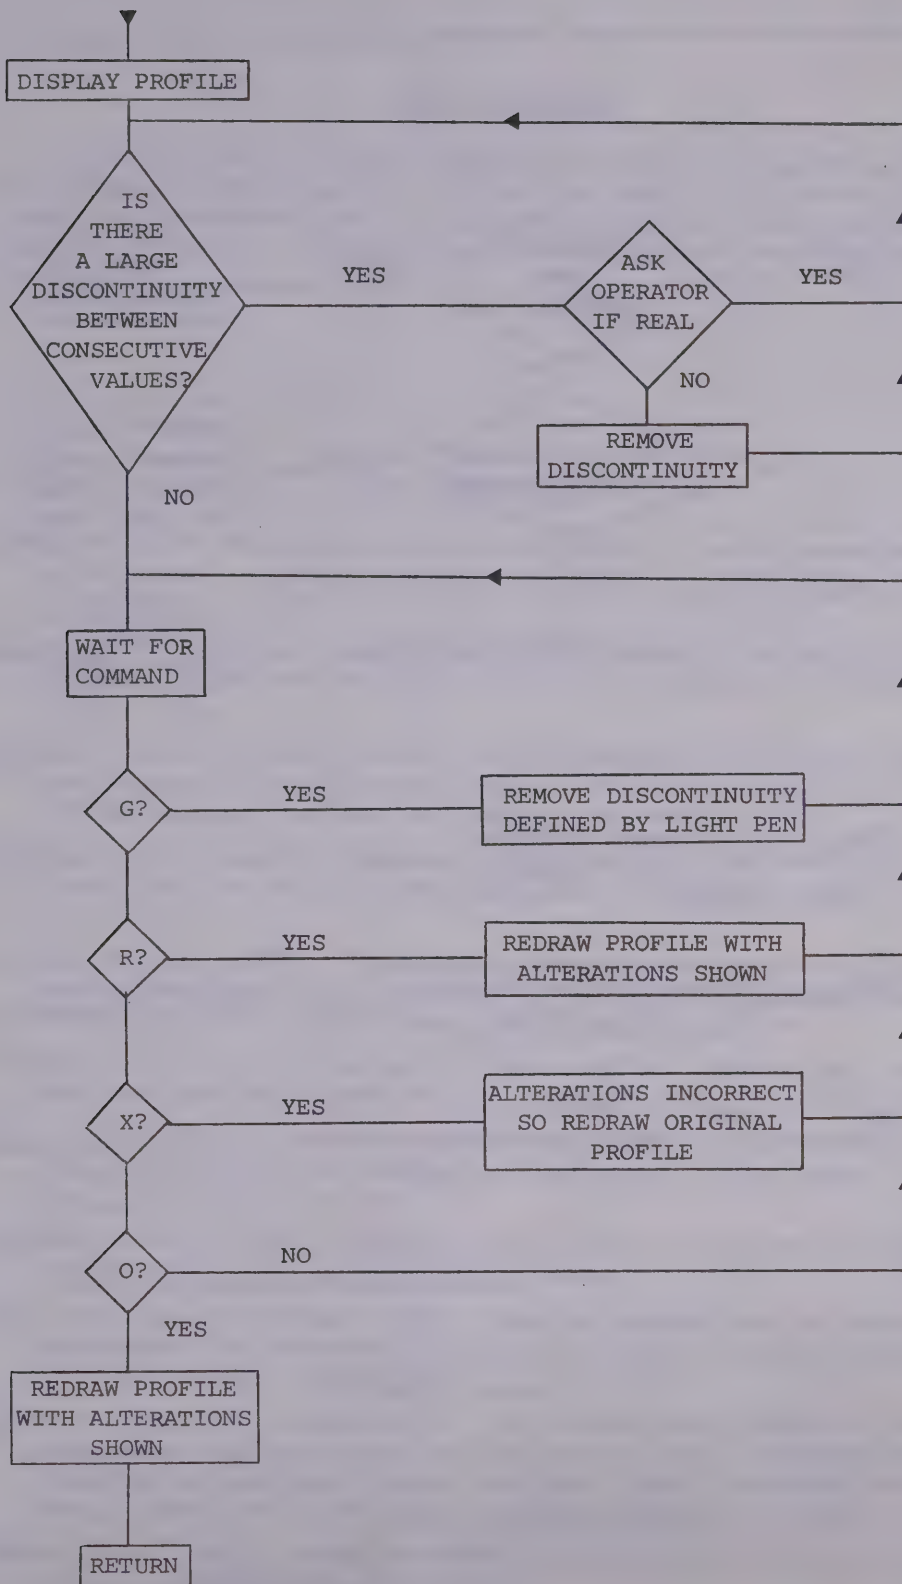 DISPLAY PROFILE
IS
THERE
A LARGE
DISCONTINUITY
BETWEEN
CONSECUTIVE
VALUES?
YES
ASK
OPERATOR
IF REAL
YES
NO
REMOVE
DISCONTINUITY
NO
WAIT FOR
COMMAND
G?
YES
REMOVE DISCONTINUITY
DEFINED BY LIGHT PEN
R?
YES
REDRAW PROFILE WITH
ALTERATIONS SHOWN
X?
YES
ALTERATIONS INCORRECT
SO REDRAW ORIGINAL
PROFILE
O?
NO
YES
REDRAW PROFILE
WITH ALTERATIONS
SHOWN
RETURN